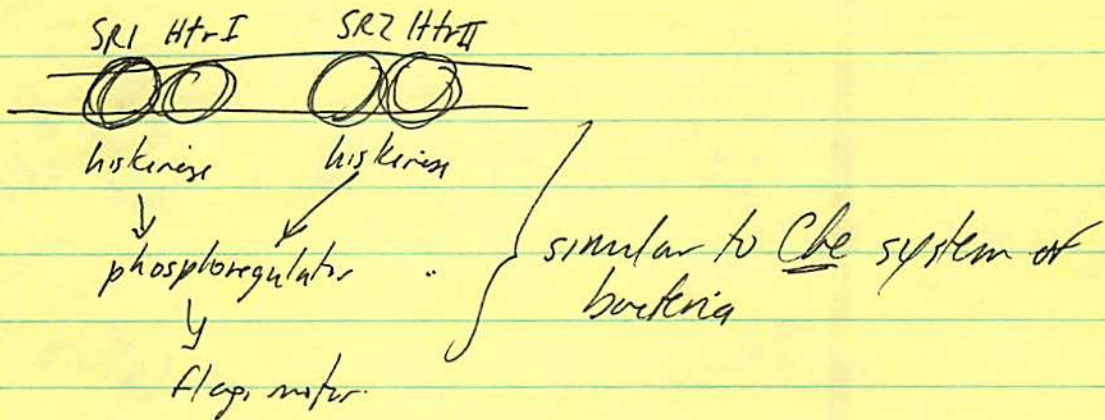 SR1 HtrI SR2 HtrII
hiskinase hiskinase
phosphoregulator
similar to Che system of
bacteria
flag. motor.